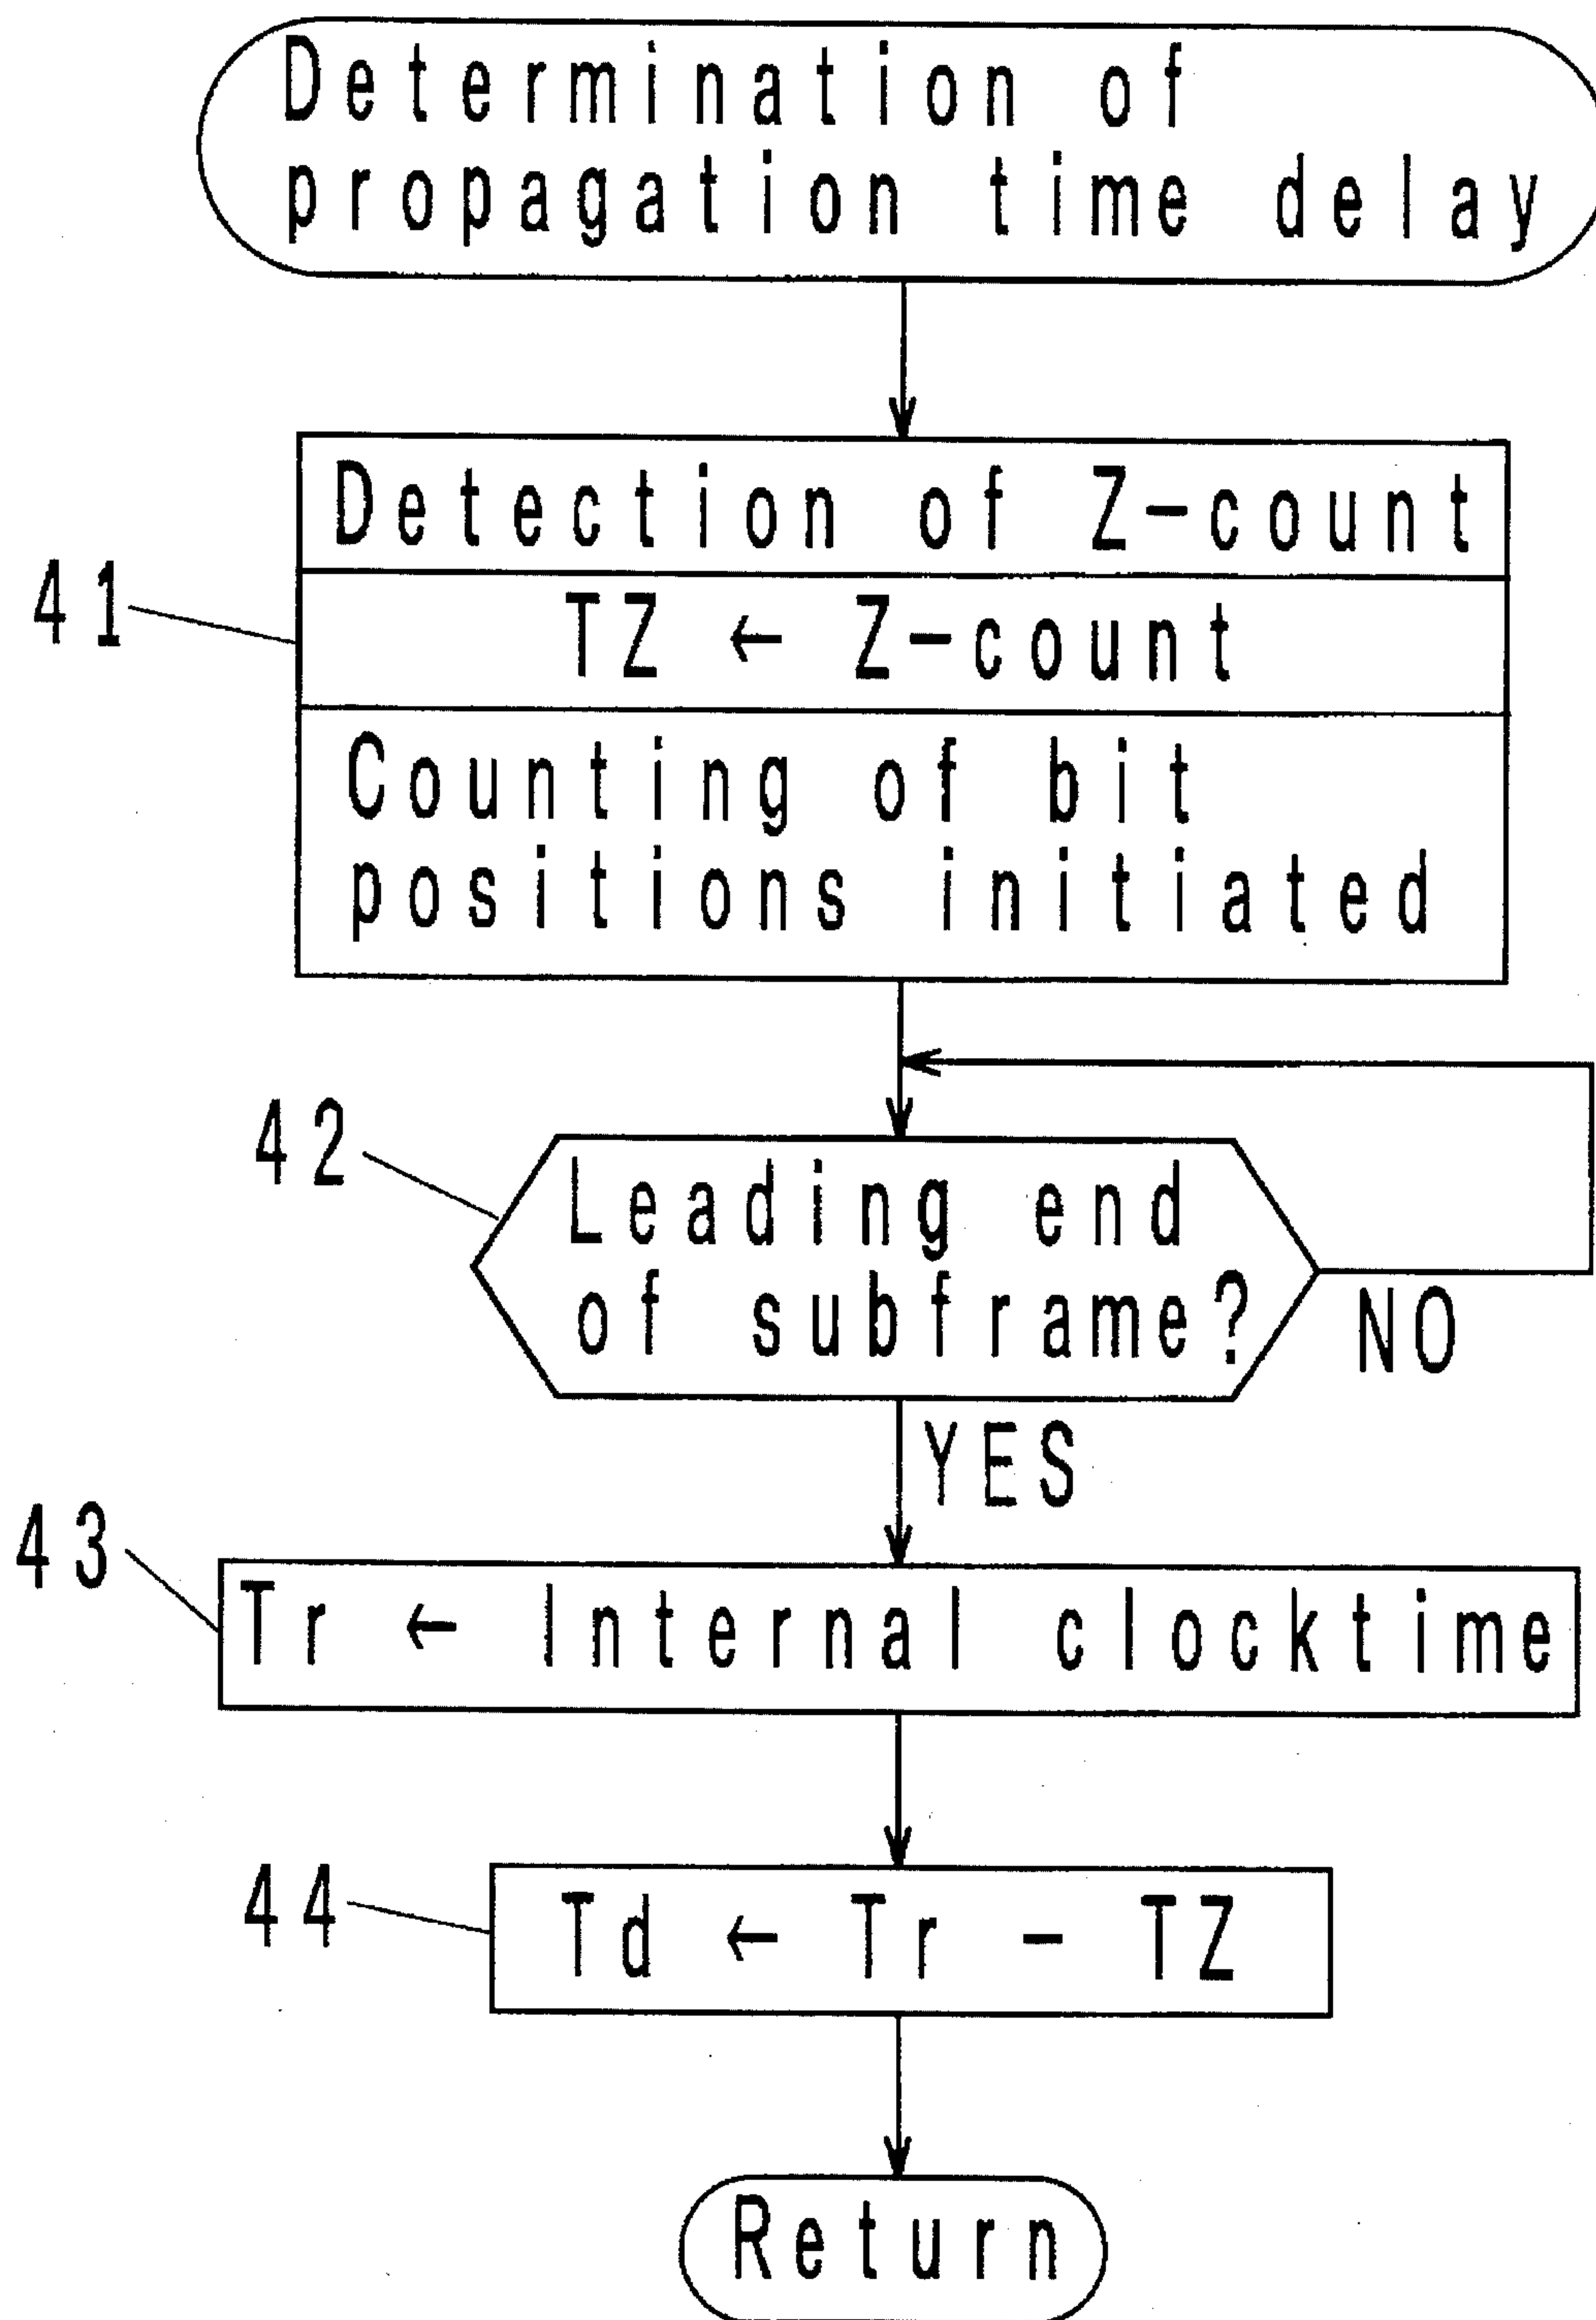 Determination of
propagation time delay
Detection of Z-count
41
TZ ← Z-count
Counting of bit
positions initiated
42
Leading end
of subframe?
NO
YES
43
Tr ← Internal clocktime
44
Td ← Tr - TZ
Return